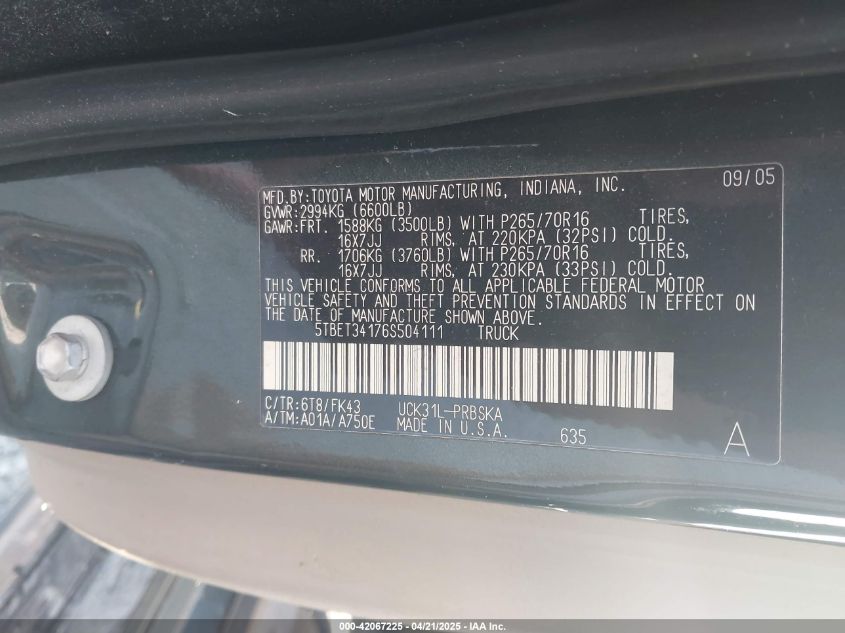 09/05
MFD.BY:TOYOTA MOTOR MANUFACTURING, INDIANA, INC.
GVWR:2994KG (6600LB)
GAWR:FRT. 1588KG (3500LB) WITH P265/70R16 TIRES,
16X7JJ RIMS, AT 220KPA (32PSI) COLD.
RR. 1706KG (3760LB) WITH P265/70R16 TIRES,
16X7JJ RIMS, AT 230KPA (33PSI) COLD.
THIS VEHICLE CONFORMS TO ALL APPLICABLE FEDERAL MOTOR
VEHICLE SAFETY AND THEFT PREVENTION STANDARDS IN EFFECT ON
THE DATE OF MANUFACTURE SHOWN ABOVE.
5TBET34176S504111 TRUCK
C/TR:6T8/FK43 UCK31L-PRBSKA
A/TM:A01A/A750E MADE IN U.S.A. 635 A
000-42067225 - 04/21/2025 - IAA Inc.